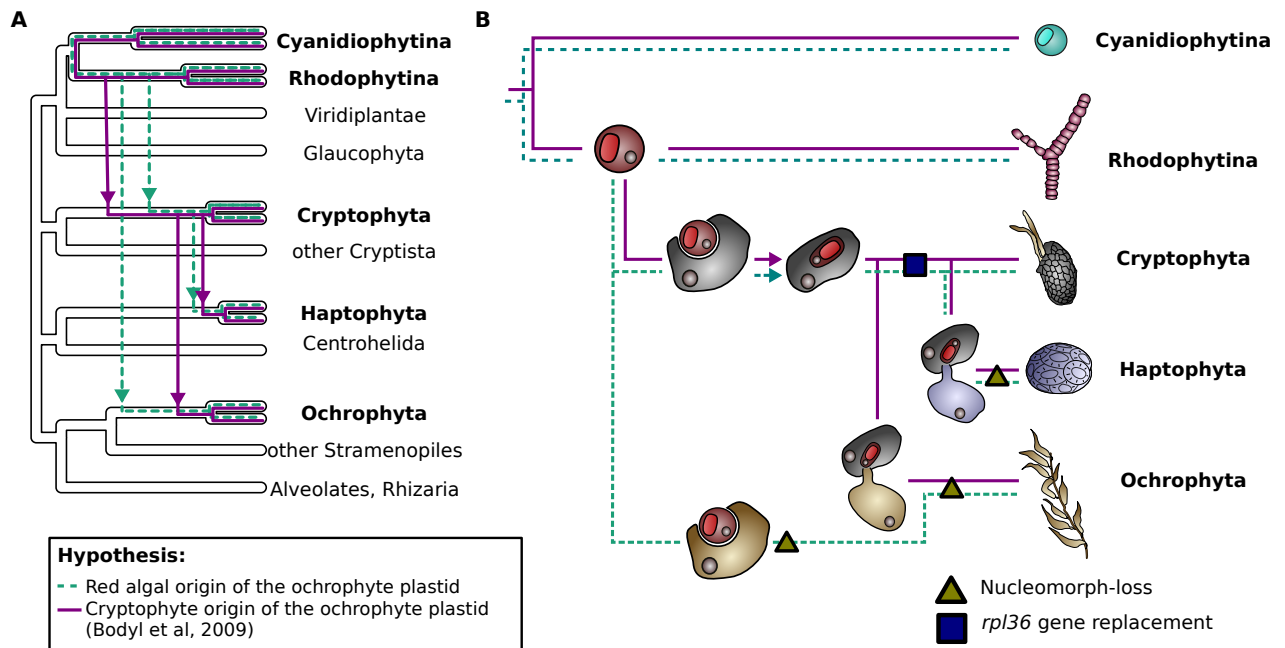 A
Cyanidiophytina
Rhodophytina
Viridiplantae
Glaucophyta
Cryptophyta
other Cryptista
Haptophyta
Centrohelida
Ochrophyta
other Stramenopiles
Alveolates, Rhizaria
Hypothesis:
Red algal origin of the ochrophyte plastid
Cryptophyte origin of the ochrophyte plastid
(Bodyl et al, 2009)
B
Cyanidiophytina
Rhodophytina
Cryptophyta
Haptophyta
Ochrophyta
Nucleomorph-loss
rpl36 gene replacement